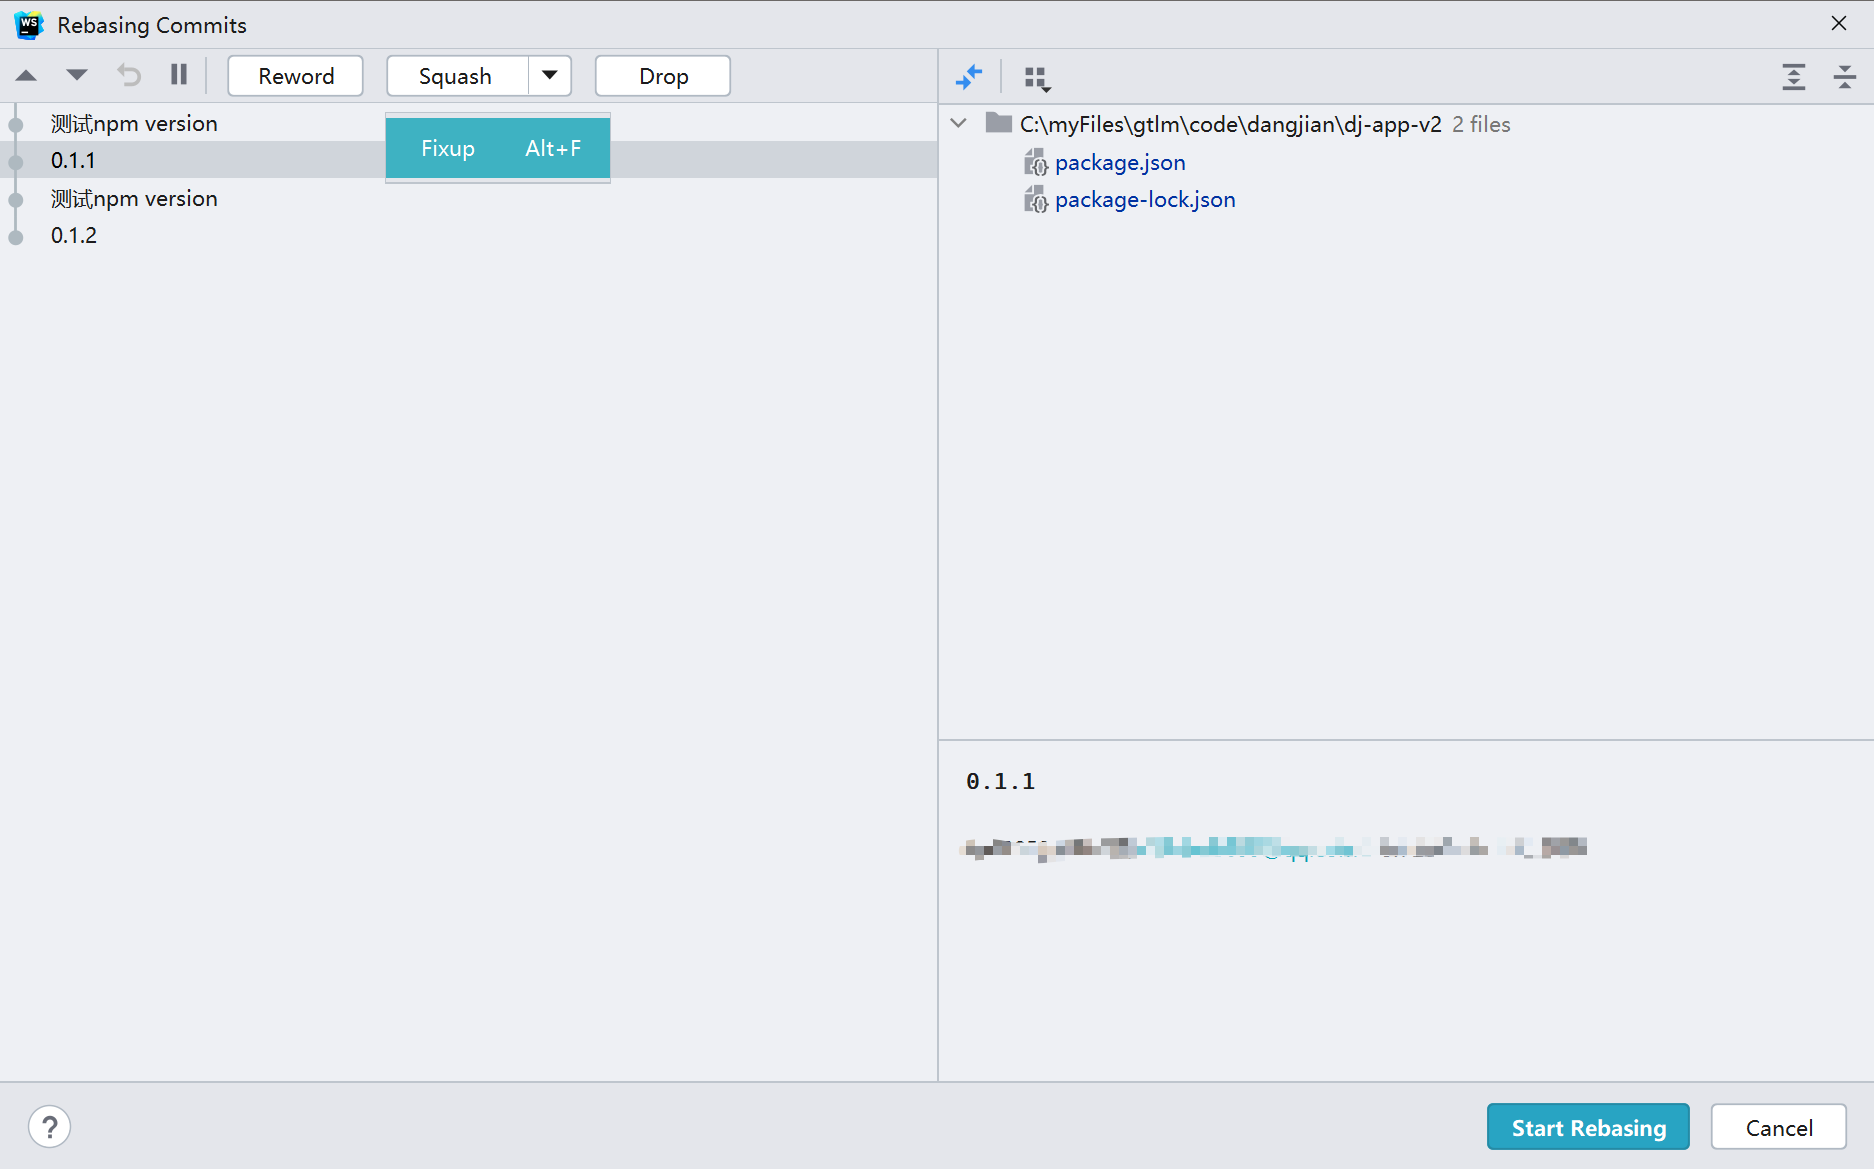 WS Rebasing Commits
Reword Squash Drop
测试npm version
0.1.1
测试npm version
0.1.2
Fixup Alt+F
C:\myFiles\gtlm\code\dangjian\dj-app-v2 2 files
package.json
package-lock.json
0.1.1
? Start Rebasing Cancel